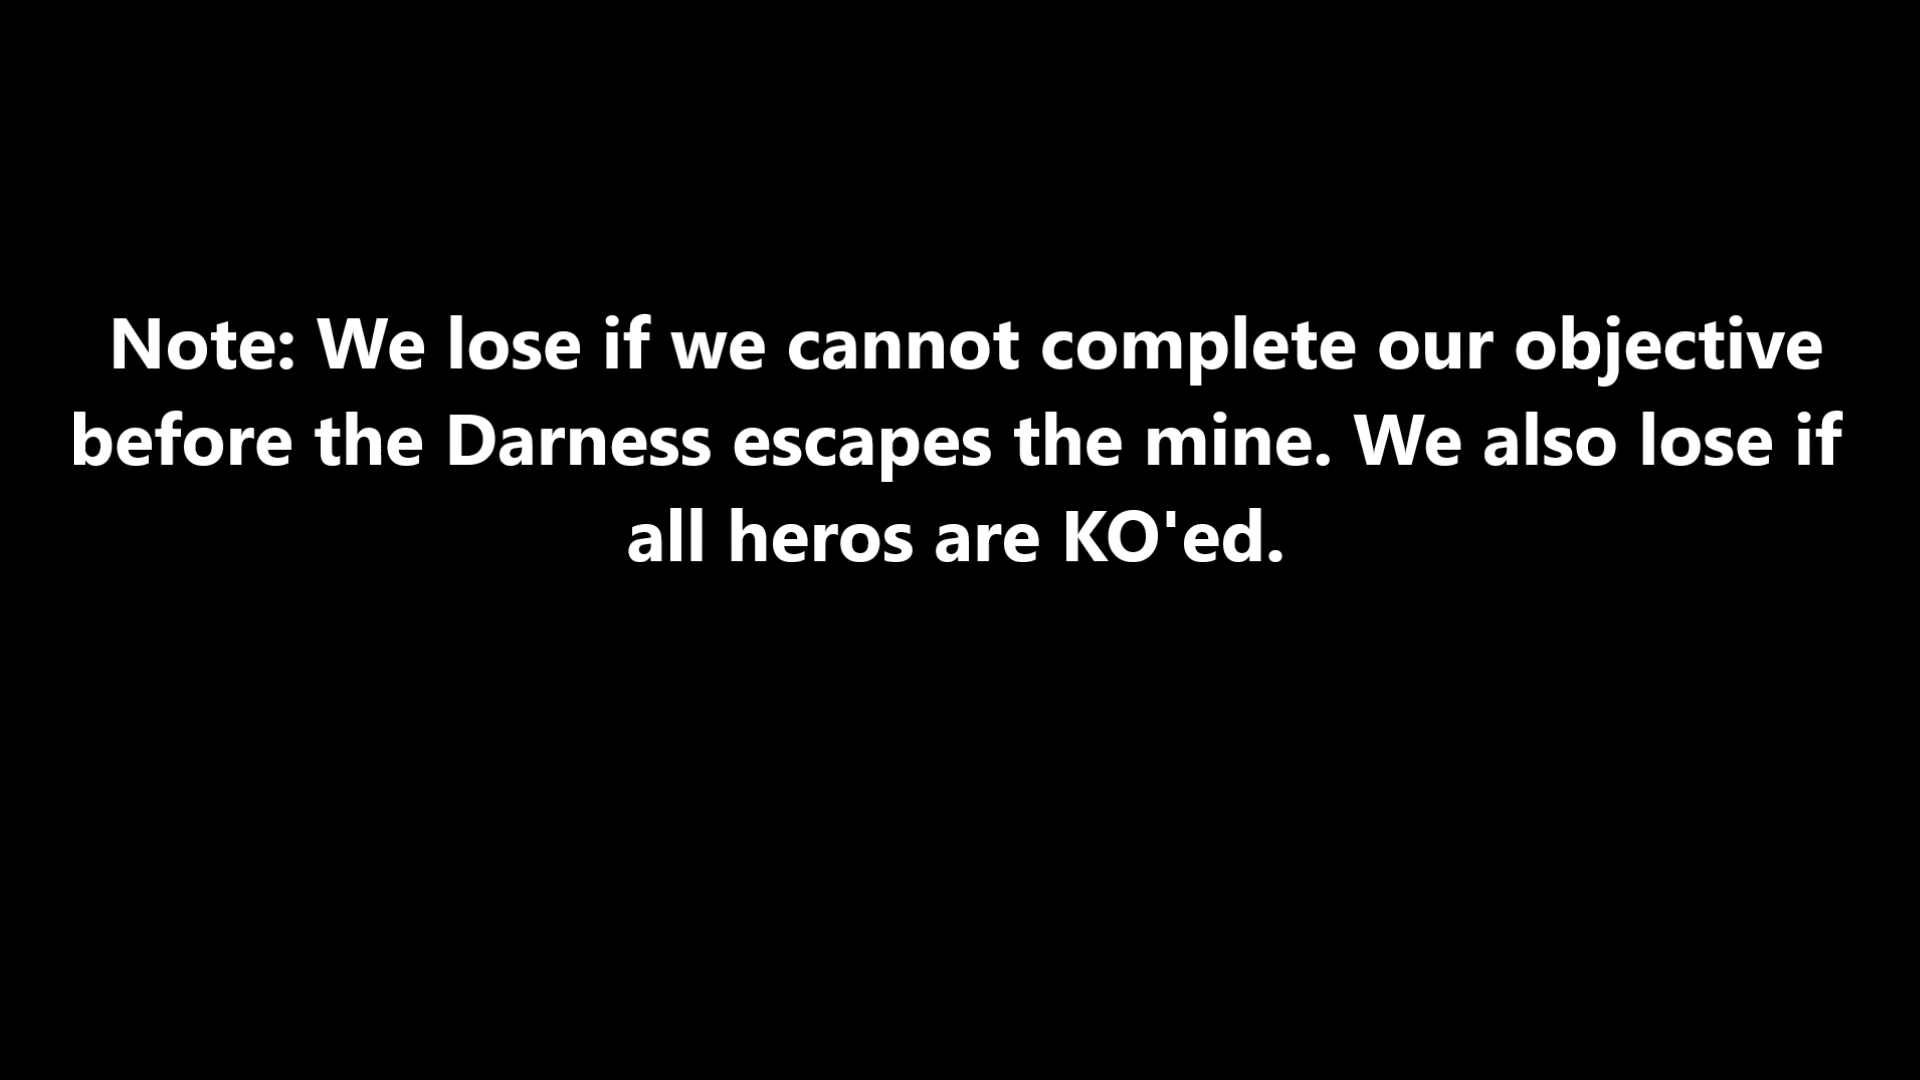 Note: We lose if we cannot complete our objective
before the Darness escapes the mine. We also lose if
all heros are KO'ed.